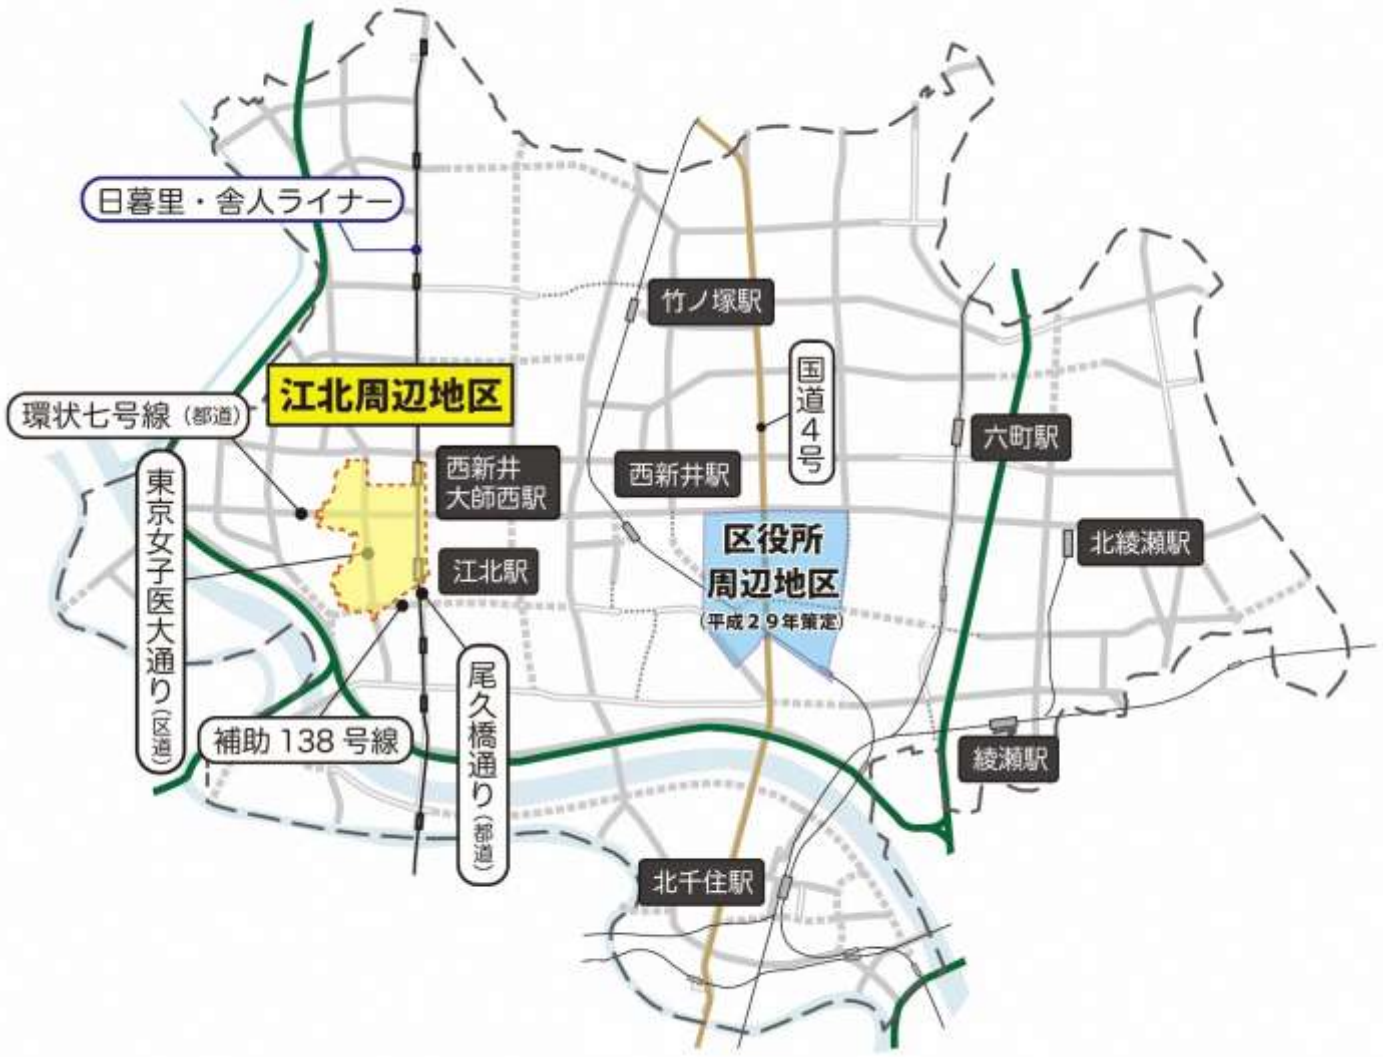 日暮里・舎人ライナー
竹ノ塚駅
国道4号
江北周辺地区
環状七号線（都道）
六町駅
西新井
大師西駅
西新井駅
東京女子医大通り（区道）
区役所
周辺地区
（平成２９年策定）
北綾瀬駅
江北駅
尾久橋通り（都道）
補助 138 号線
綾瀬駅
北千住駅